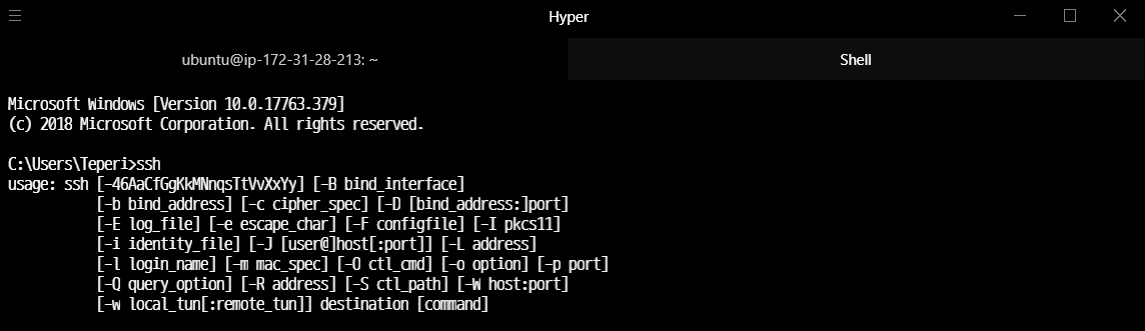 Hyper
ubuntu@ip-172-31-28-213: ~
Shell
Microsoft Windows [Version 10.0.17763.379]
(c) 2018 Microsoft Corporation. All rights reserved.
C:\Users\Teperi>ssh
usage: ssh [-46AaCfGgKkMNnqsTtVvXxYy] [-B bind_interface]
[-b bind_address] [-c cipher_spec] [-D [bind_address:]port]
[-E log_file] [-e escape_char] [-F configfile] [-I pkcs11]
[-i identity_file] [-J [user@]host[:port]] [-L address]
[-l login_name] [-m mac_spec] [-O ctl_cmd] [-o option] [-p port]
[-Q query_option] [-R address] [-S ctl_path] [-W host:port]
[-w local_tun[:remote_tun]] destination [command]